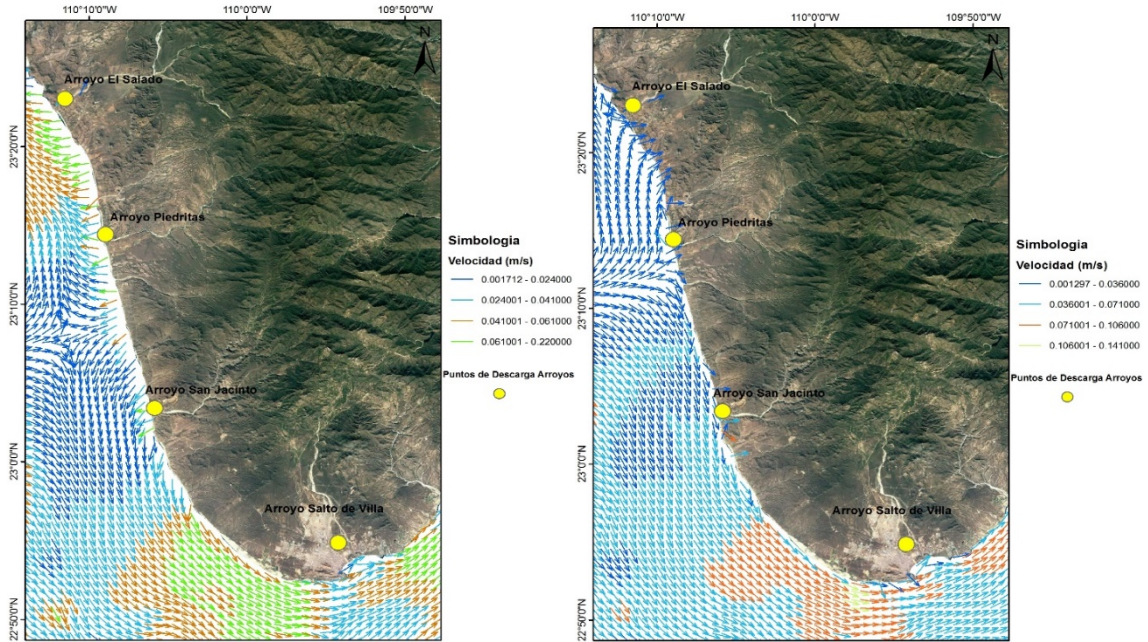 110°10'0"W
110°0'0"W
109°50'0"W
N
Arroyo El Salado
23°20'0"N
Arroyo Piedritas
23°10'0"N
Arroyo San Jacinto
23°0'0"N
Arroyo Salto de Villa
22°50'0"N
Simbologia
Velocidad (m/s)
0.001712 - 0.024000
0.024001 - 0.041000
0.041001 - 0.061000
0.061001 - 0.220000
Puntos de Descarga Arroyos
110°10'0"W
110°0'0"W
109°50'0"W
N
Arroyo El Salado
23°20'0"N
Arroyo Piedritas
23°10'0"N
Arroyo San Jacinto
23°0'0"N
Arroyo Salto de Villa
22°50'0"N
Simbologia
Velocidad (m/s)
0.001297 - 0.036000
0.036001 - 0.071000
0.071001 - 0.106000
0.106001 - 0.141000
Puntos de Descarga Arroyos